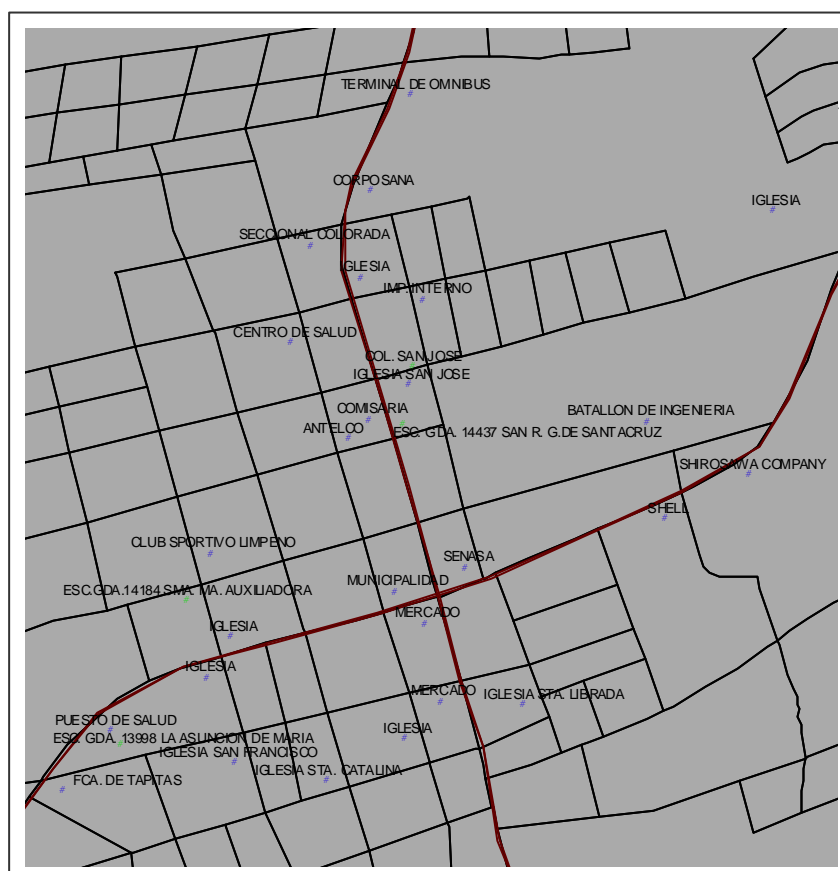 TERMINAL DE OMNIBUS
CORPOSANA
IGLESIA
SECCIONAL COLORADA
IGLESIA
IMP. INTERNO
CENTRO DE SALUD
COL. SAN JOSE
IGLESIA SAN JOSE
COMISARIA
BATALLON DE INGENIERIA
ANTELCO
ESC. GDA. 14437 SAN R. G.DE SANTACRUZ
SHIROSAWA COMPANY
SHELL
CLUB SPORTIVO LIMPENO
SENASA
MUNICIPALIDAD
ESC.GDA.14184 SMA. MA. AUXILIADORA
MERCADO
IGLESIA
IGLESIA
MERCADO
IGLESIA STA. LIBRADA
PUESTO DE SALUD
IGLESIA
ESC. GDA. 13998 LA ASUNCION DE MARIA
IGLESIA SAN FRANCISCO
IGLESIA STA. CATALINA
FCA. DE TAPITAS